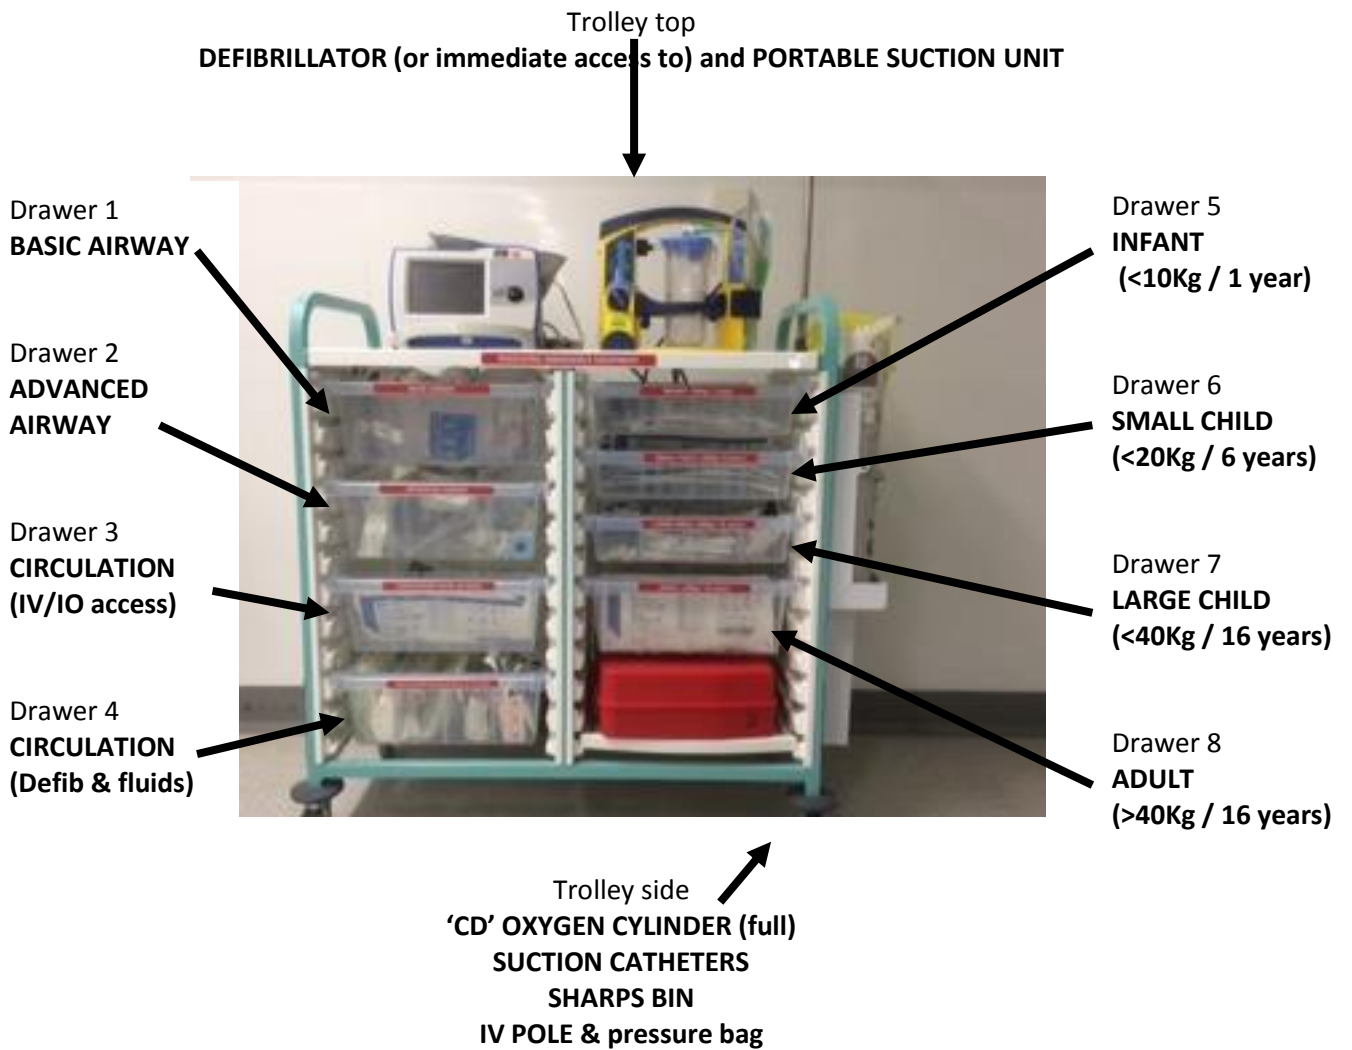 Trolley top
DEFIBRILLATOR (or immediate access to) and PORTABLE SUCTION UNIT
Drawer 1
BASIC AIRWAY
Drawer 2
ADVANCED
AIRWAY
Drawer 3
CIRCULATION
(IV/IO access)
Drawer 4
CIRCULATION
(Defib & fluids)
Drawer 5
INFANT
(<10Kg / 1 year)
Drawer 6
SMALL CHILD
(<20Kg / 6 years)
Drawer 7
LARGE CHILD
(<40Kg / 16 years)
Drawer 8
ADULT
(>40Kg / 16 years)
Trolley side
‘CD’ OXYGEN CYLINDER (full)
SUCTION CATHETERS
SHARPS BIN
IV POLE & pressure bag